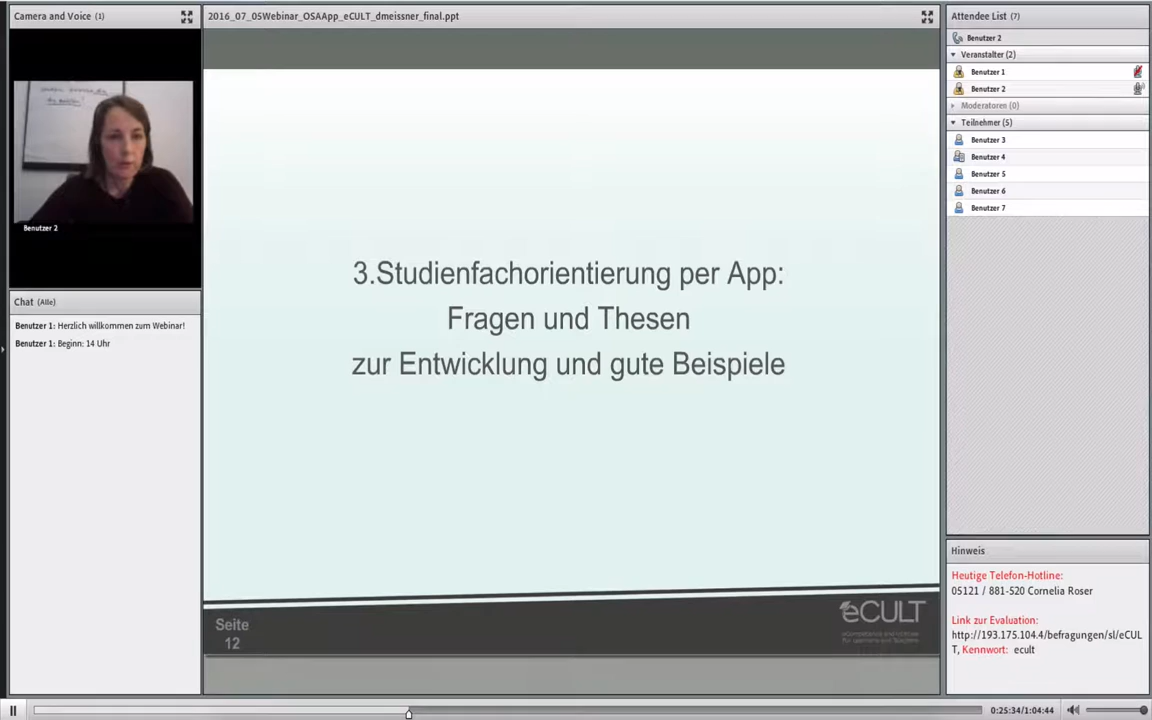 Camera and Voice (1)
2016_07_05Webinar_OSAApp_eCULT_dmeissner_final.ppt
Attendee List (7)
Benutzer 2
Veranstalter (2)
Benutzer 1
Benutzer 2
Moderatoren (0)
Teilnehmer (5)
Benutzer 3
Benutzer 4
Benutzer 5
Benutzer 6
Benutzer 7
Benutzer 2
Chat (Alle)
Benutzer 1: Herzlich willkommen zum Webinar!
Benutzer 1: Beginn: 14 Uhr
3.Studienfachorientierung per App:
Fragen und Thesen
zur Entwicklung und gute Beispiele
Seite
12
eCULT
Hinweis
Heutige Telefon-Hotline:
05121 / 881-520 Cornelia Roser
Link zur Evaluation:
http://193.175.104.4/befragungen/sl/eCUL
T, Kennwort: ecult
0:25:34/1:04:44